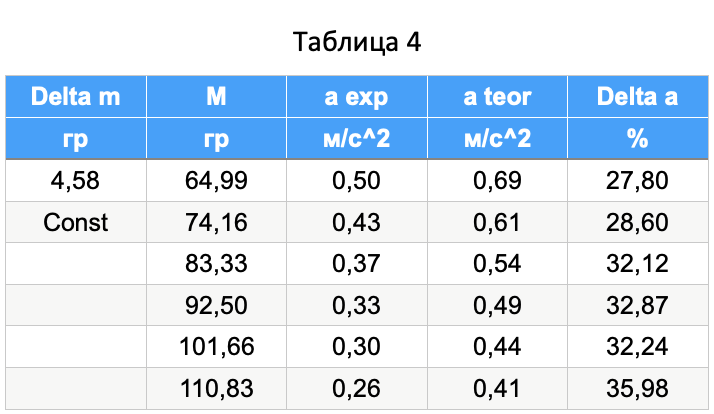 Таблица 4
Delta m M a exp a teor Delta a
гр гр м/с^2 м/с^2 %
4,58 64,99 0,50 0,69 27,80
Const 74,16 0,43 0,61 28,60
83,33 0,37 0,54 32,12
92,50 0,33 0,49 32,87
101,66 0,30 0,44 32,24
110,83 0,26 0,41 35,98